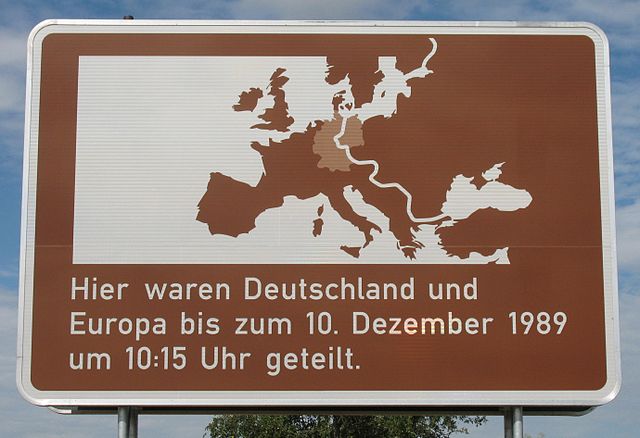 Hier waren Deutschland und
Europa bis zum 10. Dezember 1989
um 10:15 Uhr geteilt.